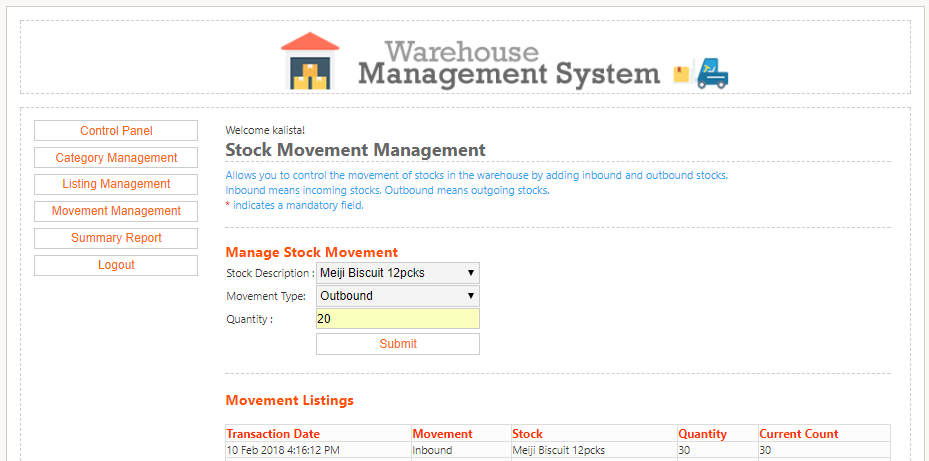 Warehouse
Management System
Control Panel
Category Management
Listing Management
Movement Management
Summary Report
Logout
Welcome kalista!
Stock Movement Management
Allows you to control the movement of stocks in the warehouse by adding inbound and outbound stocks.
Inbound means incoming stocks. Outbound means outgoing stocks.
* indicates a mandatory field.
Manage Stock Movement
Stock Description : Meiji Biscuit 12pcks
Movement Type: Outbound
Quantity : 20
Submit
Movement Listings
Transaction Date Movement Stock Quantity Current Count
10 Feb 2018 4:16:12 PM Inbound Meiji Biscuit 12pcks 30 30